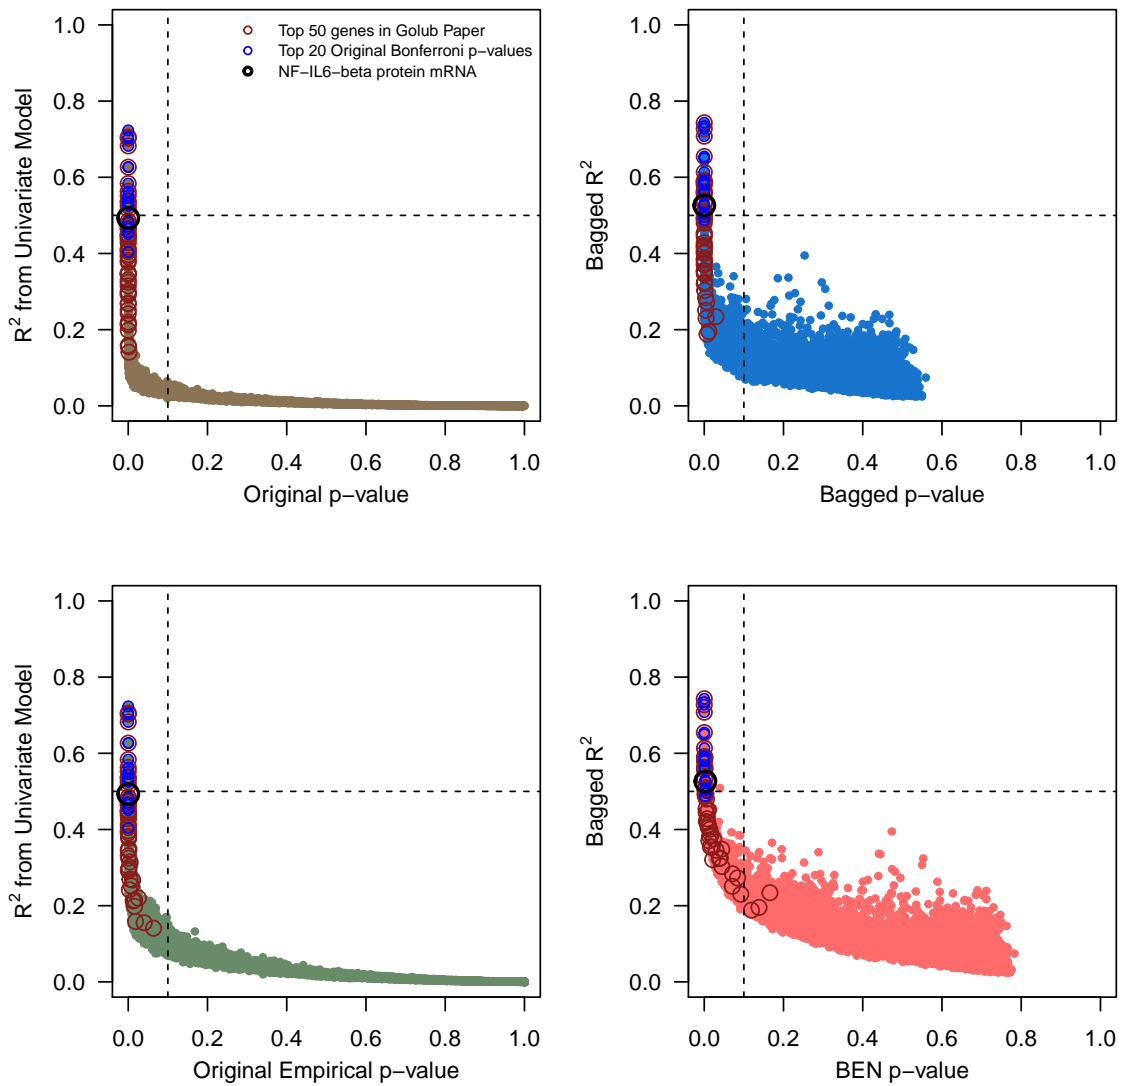 Top 50 genes in Golub Paper
Top 20 Original Bonferroni p−values
NF−IL6−beta protein mRNA
R² from Univariate Model
1.0
0.8
0.6
0.4
0.2
0.0
0.0 0.2 0.4 0.6 0.8 1.0
Original p−value
Bagged R²
1.0
0.8
0.6
0.4
0.2
0.0
0.0 0.2 0.4 0.6 0.8 1.0
Bagged p−value
R² from Univariate Model
1.0
0.8
0.6
0.4
0.2
0.0
0.0 0.2 0.4 0.6 0.8 1.0
Original Empirical p−value
Bagged R²
1.0
0.8
0.6
0.4
0.2
0.0
0.0 0.2 0.4 0.6 0.8 1.0
BEN p−value